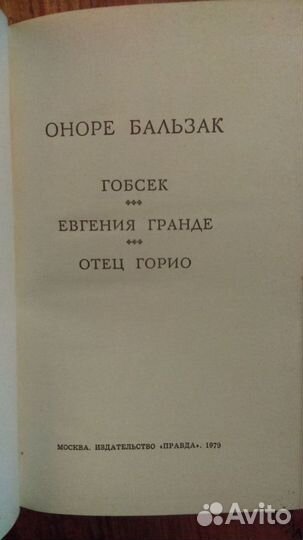 ОНОРЕ БАЛЬЗАК
ГОБСЕК
ЕВГЕНИЯ ГРАНДЕ
ОТЕЦ ГОРИО
МОСКВА. ИЗДАТЕЛЬСТВО «ПРАВДА». 1979
Avito